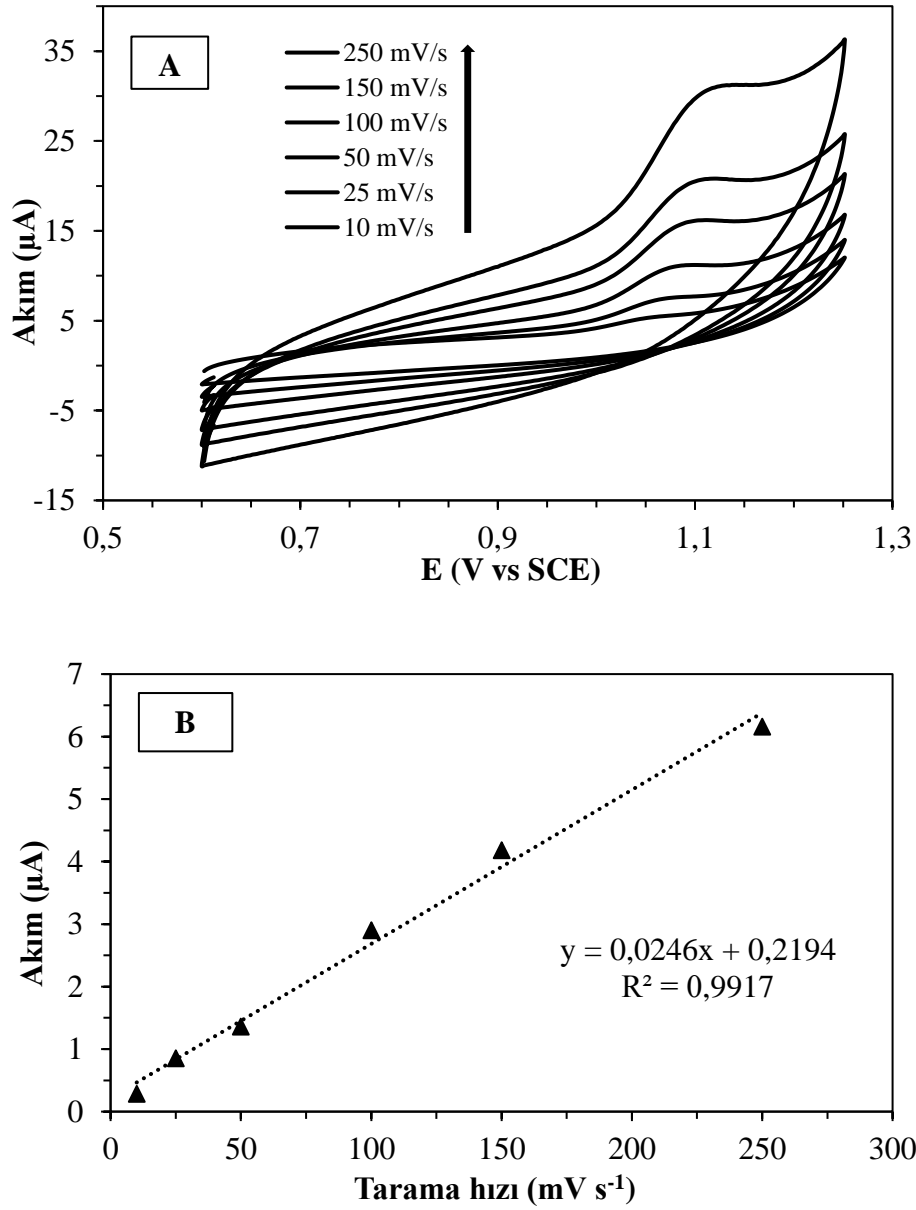 A
250 mV/s
150 mV/s
100 mV/s
50 mV/s
25 mV/s
10 mV/s
35
25
15
5
-5
-15
Akım (µA)
0,5 0,7 0,9 1,1 1,3
E (V vs SCE)
B
7
6
5
4
3
2
1
0
Akım (µA)
y = 0,0246x + 0,2194
R² = 0,9917
0 50 100 150 200 250 300
Tarama hızı (mV s⁻¹)